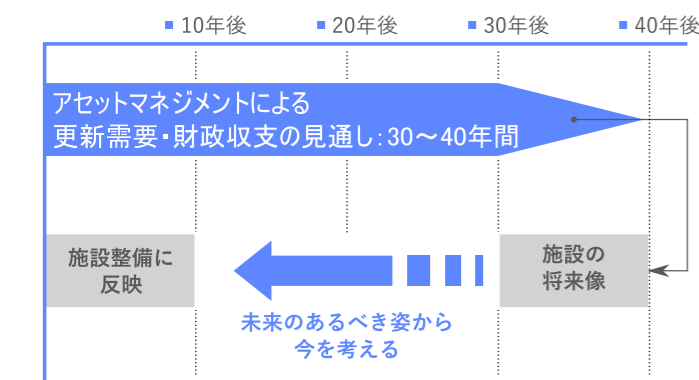 10年後
20年後
30年後
40年後
アセットマネジメントによる
更新需要・財政収支の見通し:30～40年間
施設整備に
反映
施設の
将来像
未来のあるべき姿から
今を考える